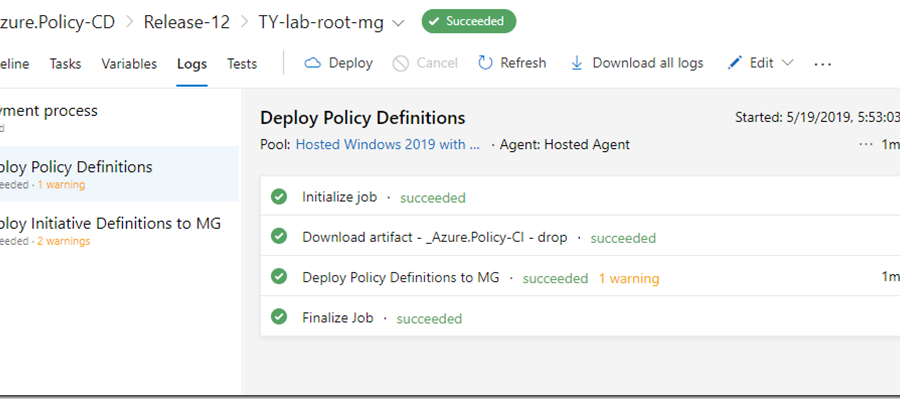 zure.Policy-CD > Release-12 > TY-lab-root-mg Succeeded
eline Tasks Variables Logs Tests Deploy Cancel Refresh Download all logs Edit ...
yment process
d
ploy Policy Definitions
eeded · 1 warning
ploy Initiative Definitions to MG
eeded · 2 warnings
Deploy Policy Definitions
Started: 5/19/2019, 5:53:03
Pool: Hosted Windows 2019 with ... · Agent: Hosted Agent
... 1m
Initialize job · succeeded
Download artifact - _Azure.Policy-CI - drop · succeeded
Deploy Policy Definitions to MG · succeeded 1 warning 1m
Finalize Job · succeeded